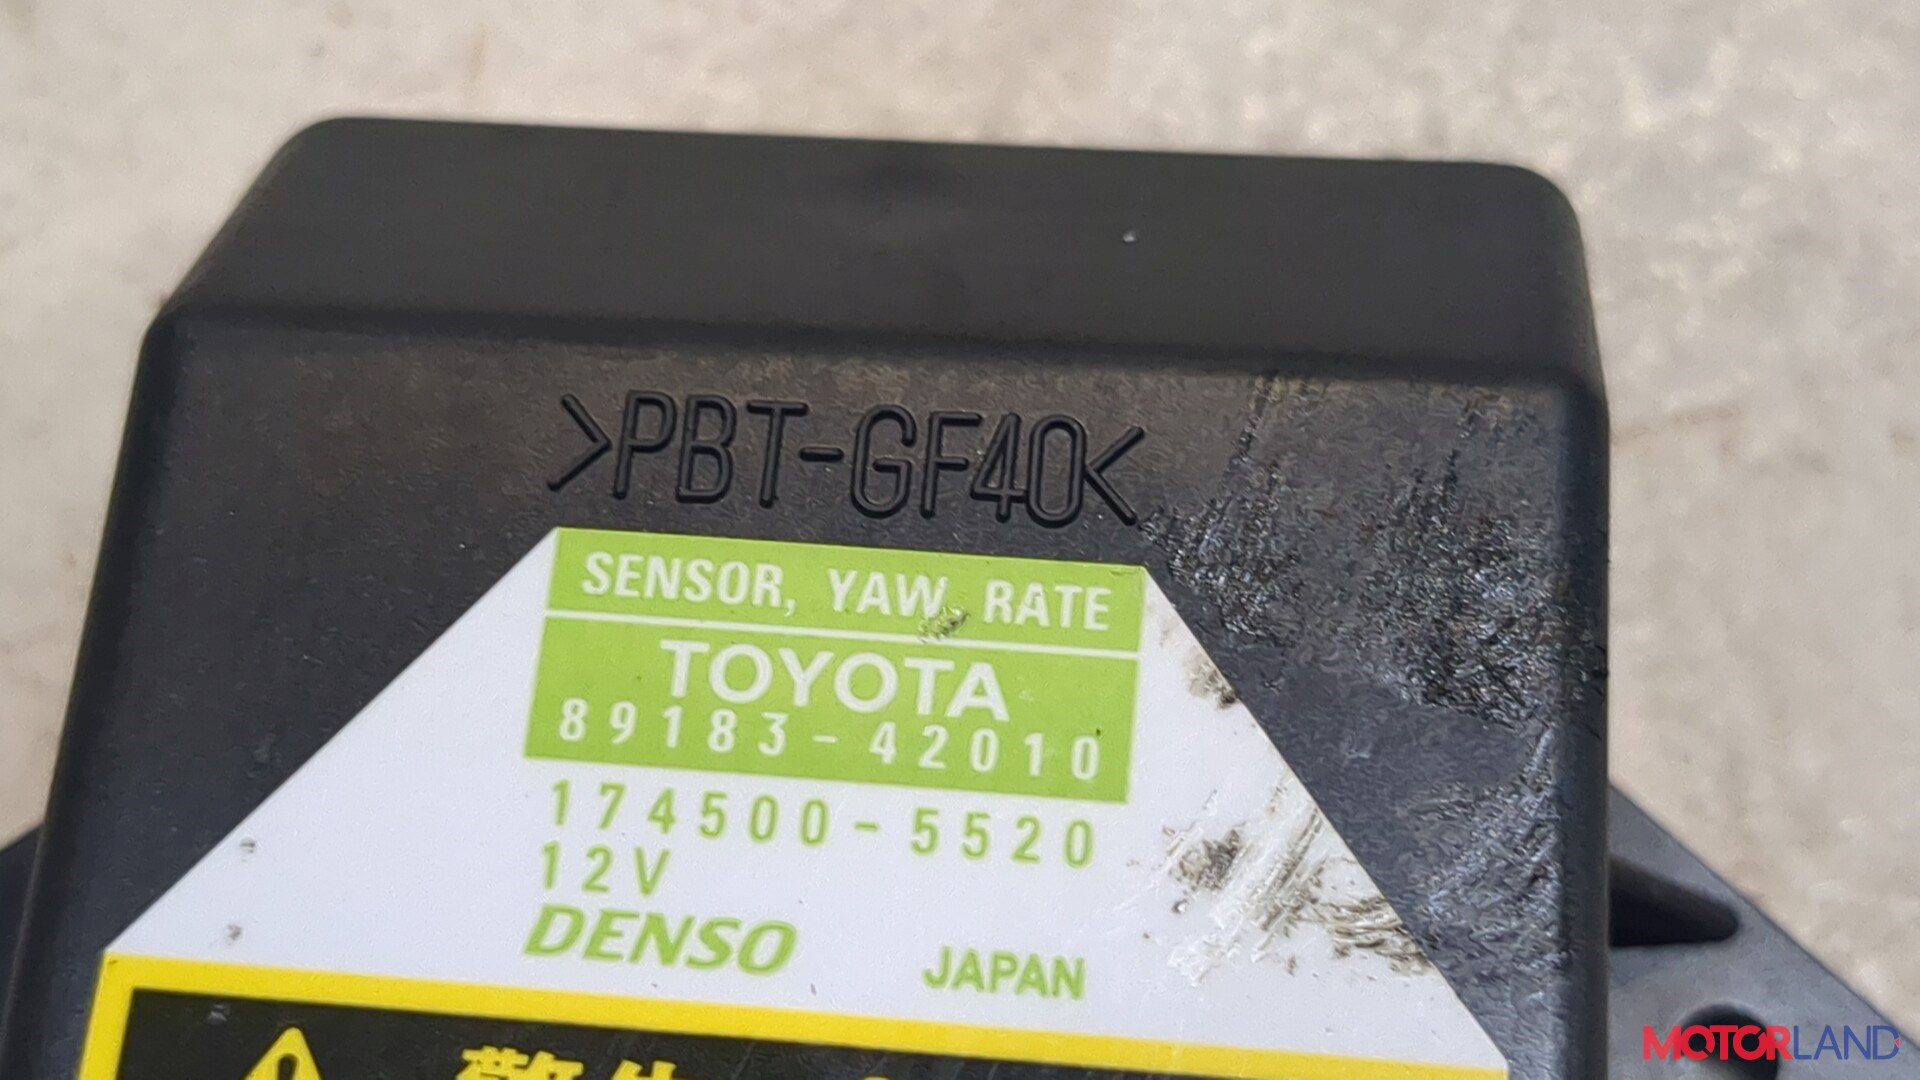 >PBT-GF40<
SENSOR, YAW RATE
TOYOTA
89183-42010
174500-5520
12V
DENSO JAPAN
MOTORLAND